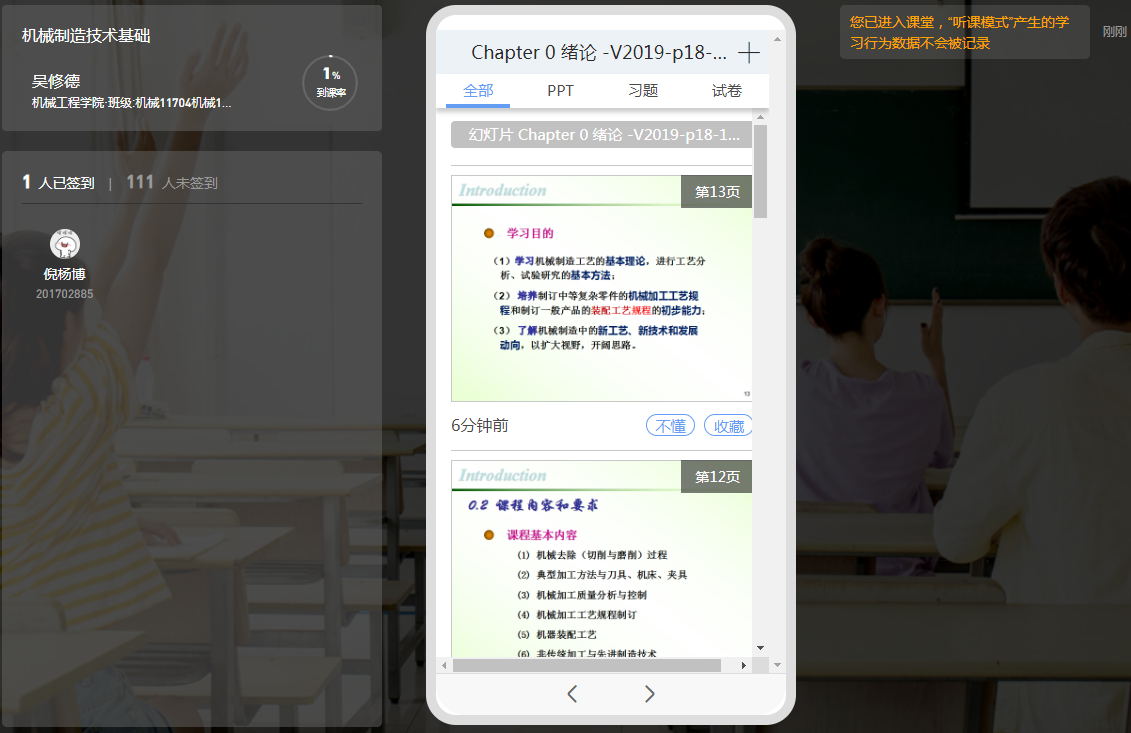 机械制造技术基础
吴修德
机械工程学院·班级:机械11704机械1...
1%
到课率
1 人已签到 | 111 人未签到
倪杨博
201702885
Chapter 0 绪论 -V2019-p18-...
全部 PPT 习题 试卷
幻灯片 Chapter 0 绪论 -V2019-p18-1...
Introduction
第13页
学习目的
（1）学习机械制造工艺的基本理论，进行工艺分
析、试验研究的基本方法；
（2） 培养制订中等复杂零件的机械加工工艺规
程和制订一般产品的装配工艺规程的初步能力；
（3） 了解机械制造中的新工艺、新技术和发展
动向，以扩大视野，开阔思路。
13
6分钟前 不懂 收藏
Introduction
第12页
0.2 课程内容和要求
课程基本内容
(1) 机械去除（切削与磨削）过程
(2) 典型加工方法与刀具、机床、夹具
(3) 机械加工质量分析与控制
(4) 机械加工工艺规程制订
(5) 机器装配工艺
(6) 非传统加工与先进制造技术
您已进入课堂，“听课模式”产生的学
习行为数据不会被记录
刚刚